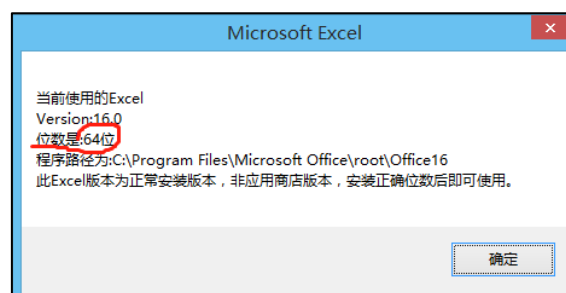 Microsoft Excel
当前使用的Excel
Version:16.0
位数是:64位
程序路径为:C:\Program Files\Microsoft Office\root\Office16
此Excel版本为正常安装版本，非应用商店版本，安装正确位数后即可使用。
确定